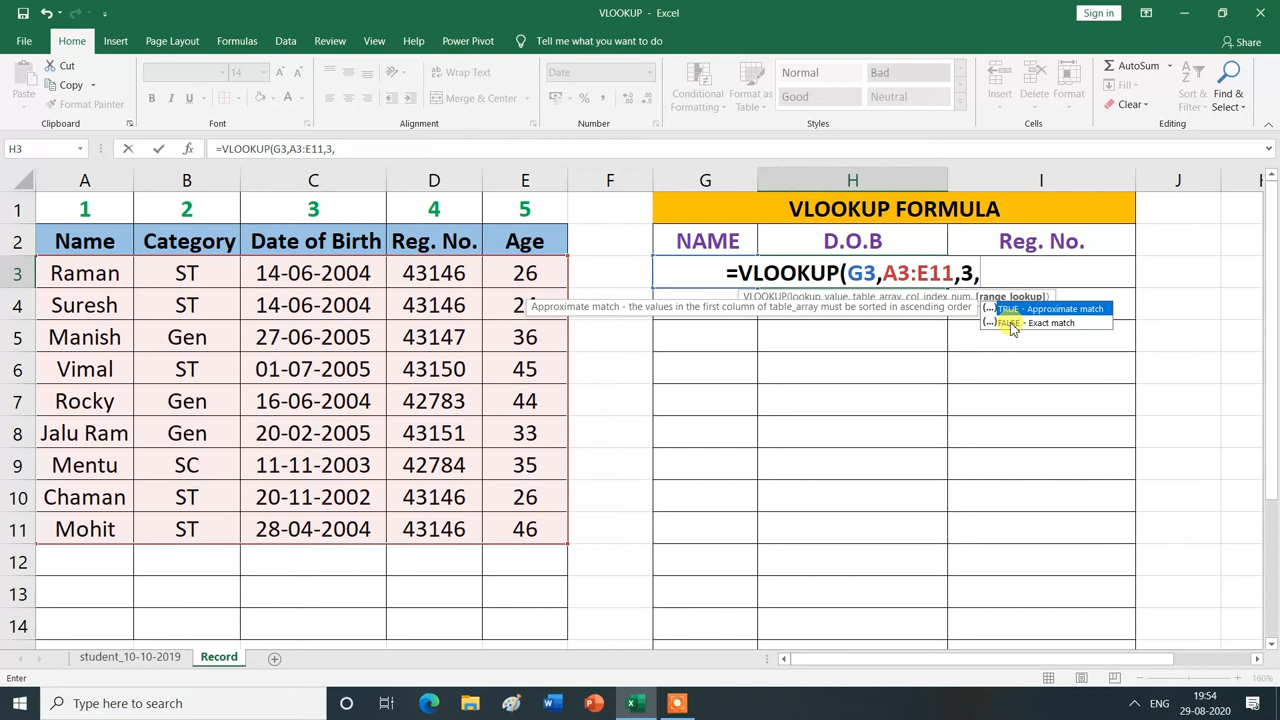 VLOOKUP - Excel
Sign in
File Home Insert Page Layout Formulas Data Review View Help Power Pivot Tell me what you want to do Share
Paste
Cut
Copy
Format Painter
Clipboard
14
B I U
A A
Font
Wrap Text
Merge & Center
Alignment
Date
%
Number
Conditional Formatting
Format as Table
Normal Bad
Good Neutral
Styles
Insert Delete Format
Cells
AutoSum
Fill
Clear
Sort & Filter
Find & Select
Editing
H3 =VLOOKUP(G3,A3:E11,3,
A B C D E F G H I J
1 1 2 3 4 5 VLOOKUP FORMULA
2 Name Category Date of Birth Reg. No. Age NAME D.O.B Reg. No.
3 Raman ST 14-06-2004 43146 26 =VLOOKUP(G3,A3:E11,3,
VLOOKUP(lookup_value, table_array, col_index_num, [range_lookup])
Approximate match - the values in the first column of table_array must be sorted in ascending order
(...)TRUE - Approximate match
(...)FALSE - Exact match
4 Suresh ST 14-06-2004 43146
5 Manish Gen 27-06-2005 43147 36
6 Vimal ST 01-07-2005 43150 45
7 Rocky Gen 16-06-2004 42783 44
8 Jalu Ram Gen 20-02-2005 43151 33
9 Mentu SC 11-11-2003 42784 35
10 Chaman ST 20-11-2002 43146 26
11 Mohit ST 28-04-2004 43146 46
12
13
14
student_10-10-2019 Record
Enter
160%
Type here to search
ENG
19:54
29-08-2020